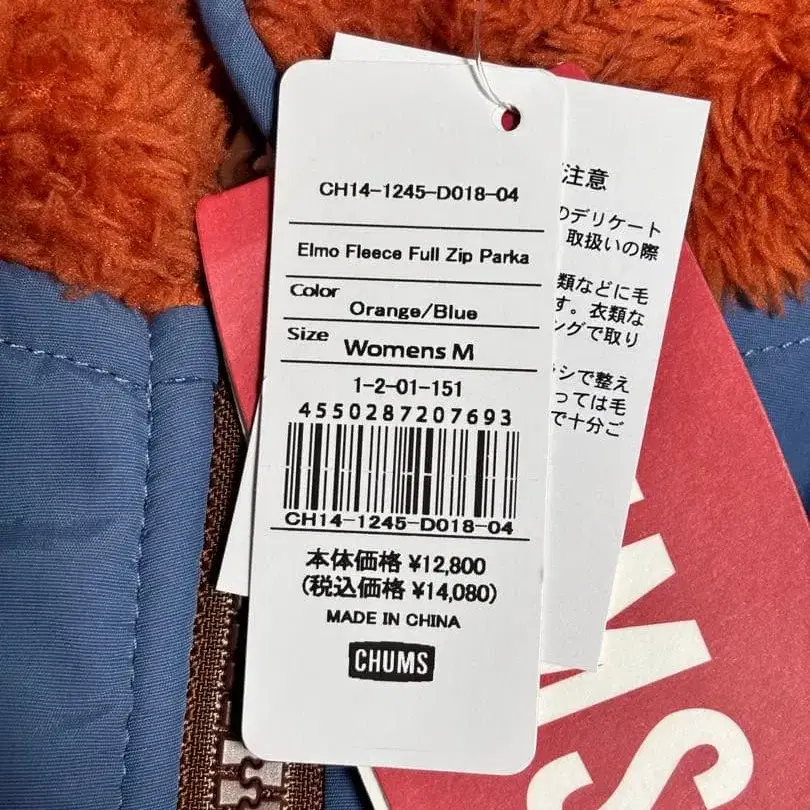 CH14-1245-D018-04
Elmo Fleece Full Zip Parka
Color
Orange/Blue
Size
Womens M
1-2-01-151
4550287207693
CH14-1245-D018-04
本体価格 ¥12,800
(税込価格 ¥14,080)
MADE IN CHINA
CHUMS
注意
のデリケート
取扱いの際
類などに毛
す。衣類な
ングで取り
シで整え
っては毛
で十分ご
MS